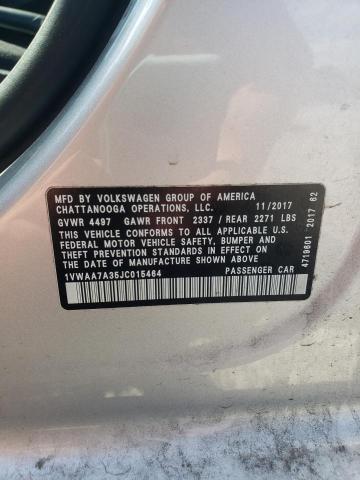 MFD BY VOLKSWAGEN GROUP OF AMERICA
CHATTANOOGA OPERATIONS, LLC. 11/2017
GVWR 4497 GAWR FRONT 2337 / REAR 2271 LBS
THIS VEHICLE CONFORMS TO ALL APPLICABLE
FEDERAL MOTOR VEHICLE SAFETY, BUMPER AND
THEFT PREVENTION STANDARDS IN EFFECT ON
THE DATE OF MANUFACTURE SHOWN ABOVE
1VWAA7A35JC015464 PASSENGER CAR
4719601 2017 62